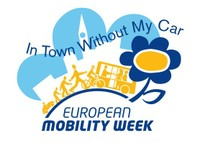 In Town Without My Car
EUROPEAN
MOBILITY WEEK